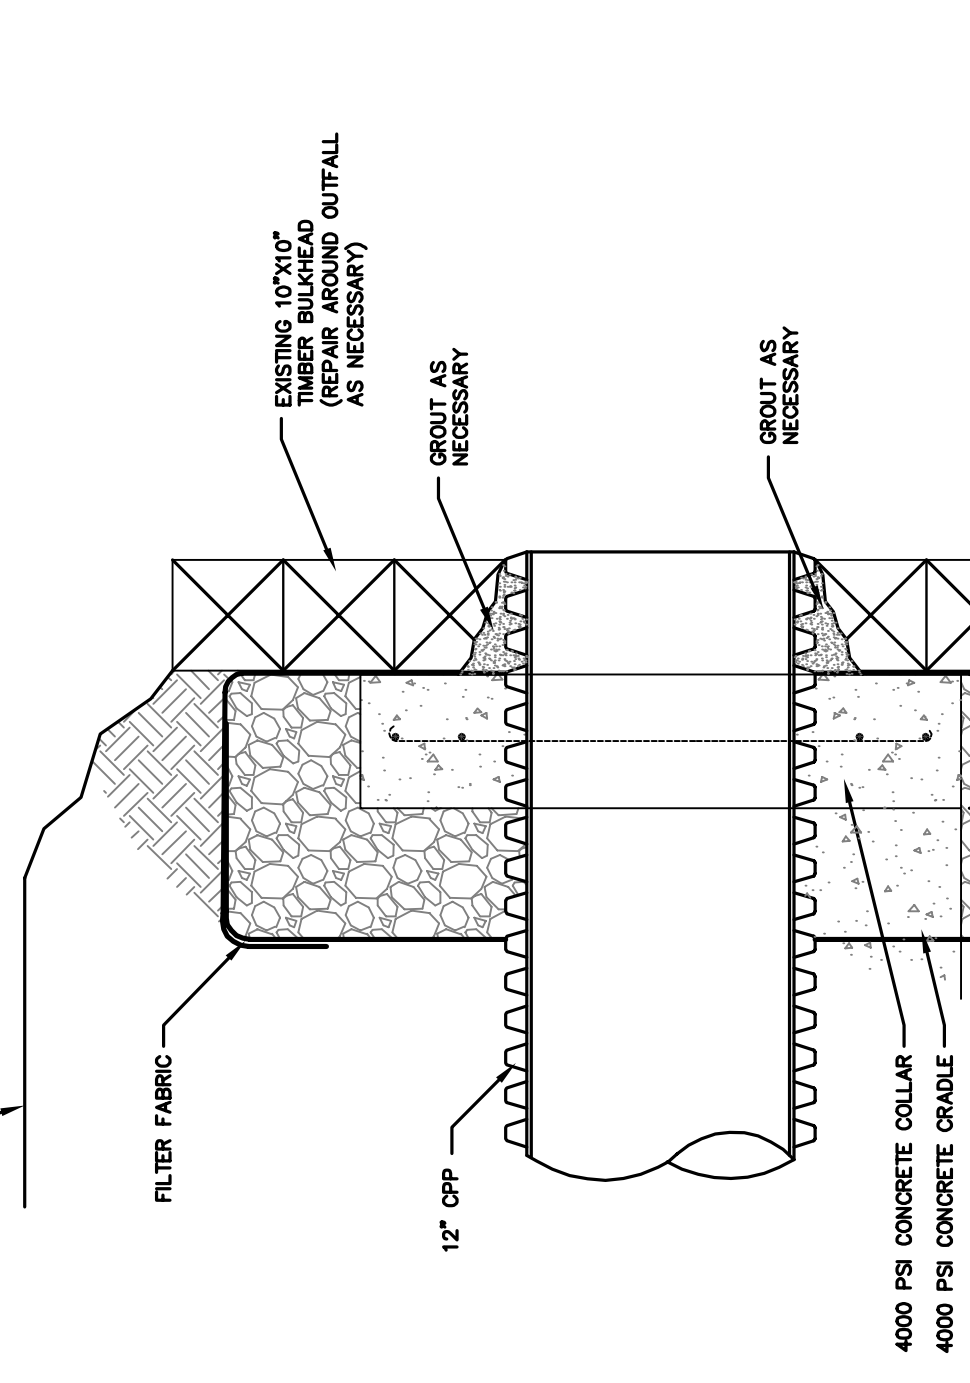 EXISTING 10"X10"
TIMBER BULKHEAD
(REPAIR AROUND OUTFALL
AS NECESSARY)
GROUT AS
NECESSARY
GROUT AS
NECESSARY
FILTER FABRIC
12" CPP
4000 PSI CONCRETE COLLAR
4000 PSI CONCRETE CRADLE